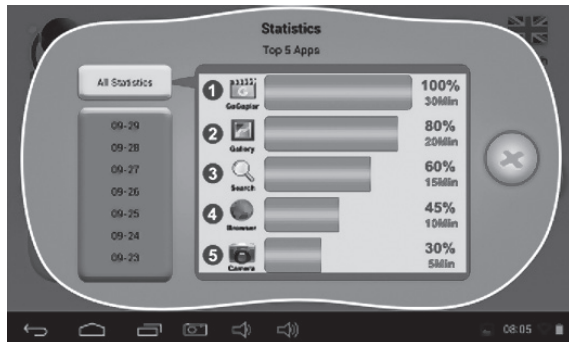 Statistics
Top 5 Apps
All Statistics
09-29
09-28
09-27
09-26
09-25
09-24
09-23
1
100%
30Min
2
Gallery
80%
20Min
3
Search
60%
15Min
4
Browser
45%
10Min
5
Camera
30%
5Min
08:05